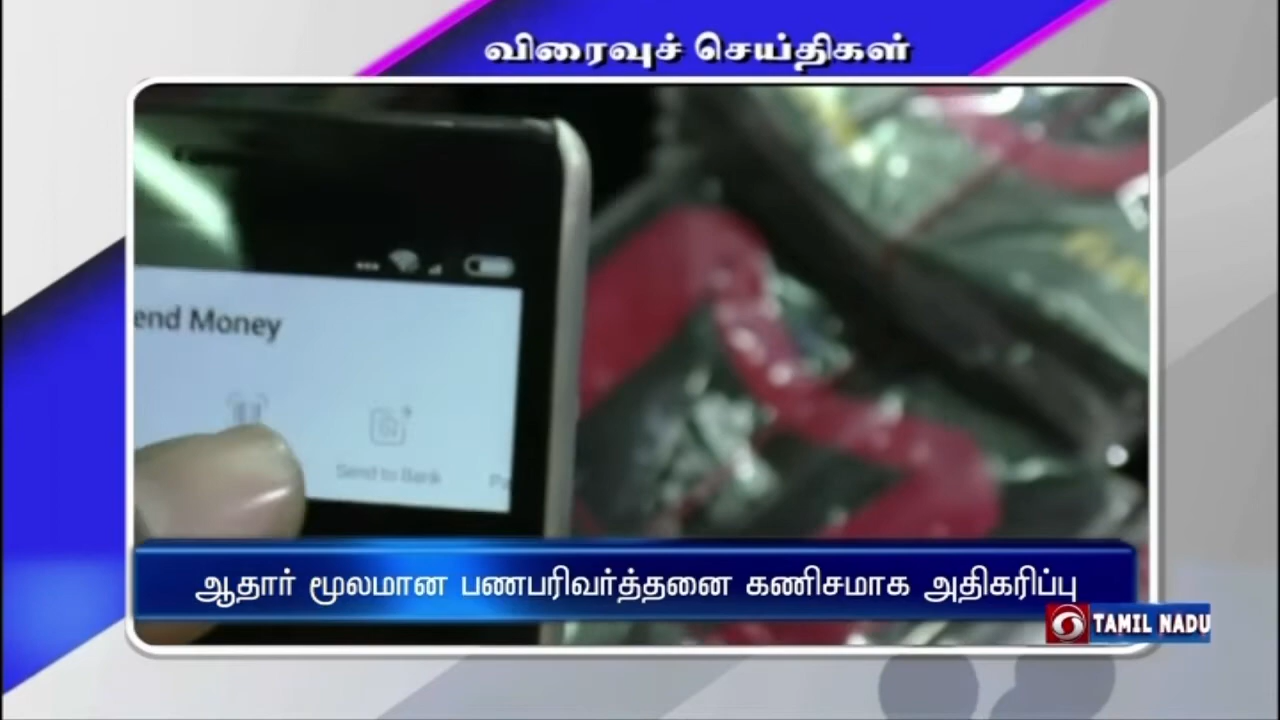 விரைவுச் செய்திகள்
end Money
Send to Bank
ஆதார் மூலமான பணபரிவர்த்தனை கணிசமாக அதிகரிப்பு
TAMIL NADU